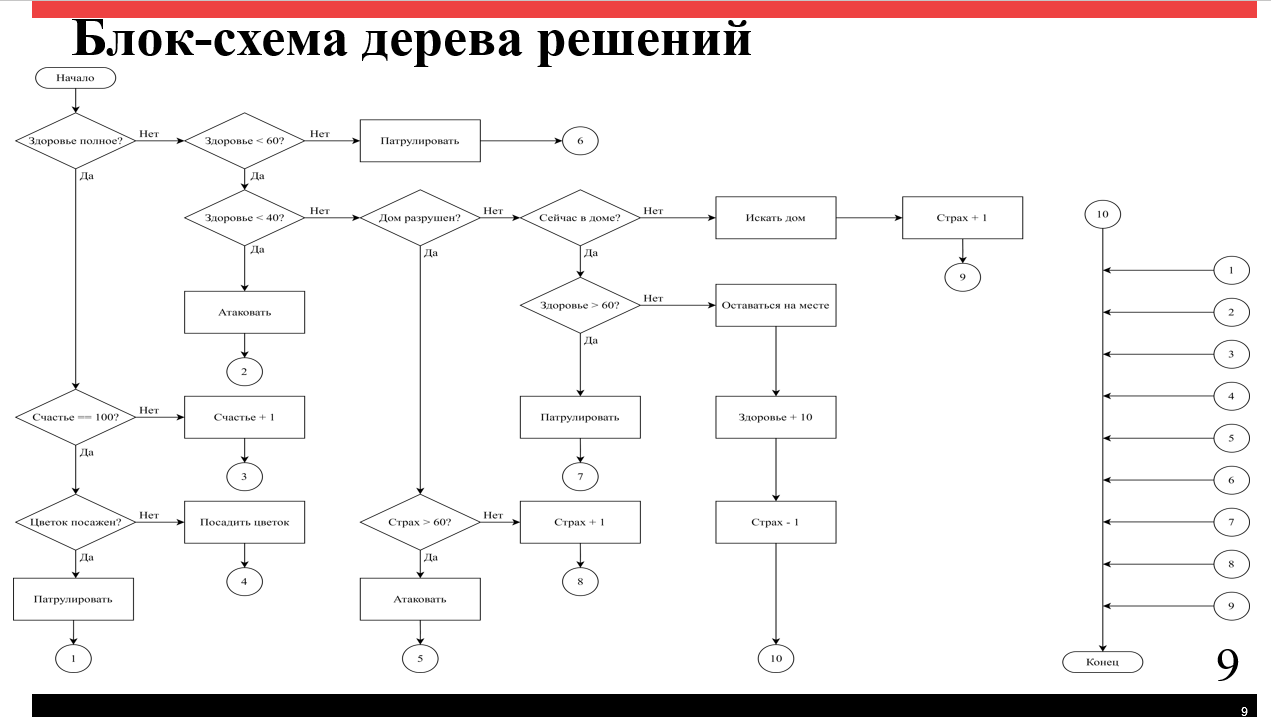 Блок-схема дерева решений
Начало
Здоровье полное?
Нет
Здоровье < 60?
Нет
Патрулировать
6
Да
Да
Здоровье < 40?
Нет
Дом разрушен?
Нет
Сейчас в доме?
Нет
Искать дом
Страх + 1
10
Да
Да
Да
9
1
Здоровье > 60?
Нет
Оставаться на месте
Атаковать
2
Да
3
2
4
Счастье == 100?
Нет
Счастье + 1
Патрулировать
Здоровье + 10
5
Да
3
7
6
Цветок посажен?
Нет
Посадить цветок
Страх > 60?
Нет
Страх + 1
Страх - 1
7
Да
Да
8
4
8
Патрулировать
Атаковать
9
1
5
10
Конец
9
9